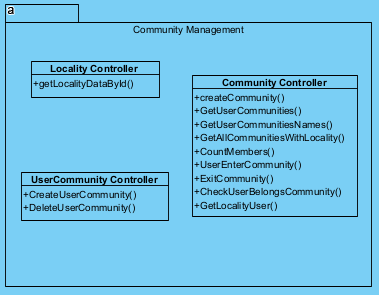 a
Community Management
Locality Controller
+getLocalityDataById()
Community Controller
+createCommunity()
+GetUserCommunities()
+GetUserCommunitiesNames()
+GetAllCommunitiesWithLocality()
+CountMembers()
+UserEnterCommunity()
+ExitCommunity()
+CheckUserBelongsCommunity()
+GetLocalityUser()
UserCommunity Controller
+CreateUserCommunity()
+DeleteUserCommunity()